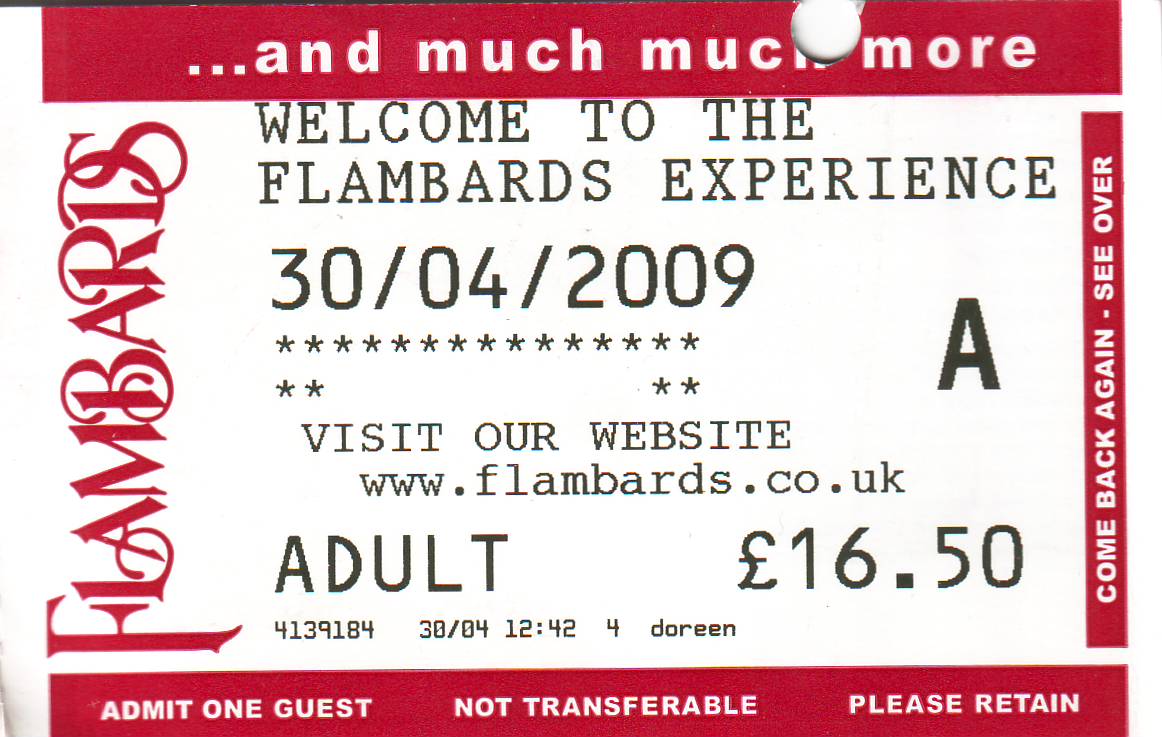 ...and much much more
WELCOME TO THE
FLAMBARDS EXPERIENCE
30/04/2009
***************
** **
A
VISIT OUR WEBSITE
www.flambards.co.uk
ADULT £16.50
4139184 30/04 12:42 4 doreen
FLAMBARDS
COME BACK AGAIN - SEE OVER
ADMIT ONE GUEST NOT TRANSFERABLE PLEASE RETAIN